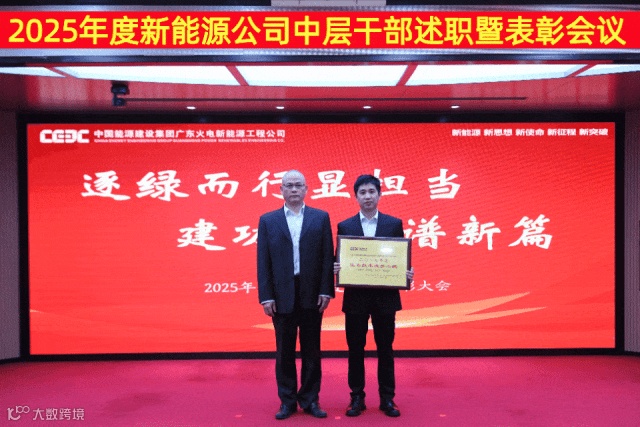 2025年度新能源公司中层干部述职暨表彰会议
CEEC 中国能源建设集团广东火电新能源工程公司
新能源 新思想 新使命 新征程 新突破
逐绿而行显担当
建功 谱新篇
2025年 大会
大数跨境